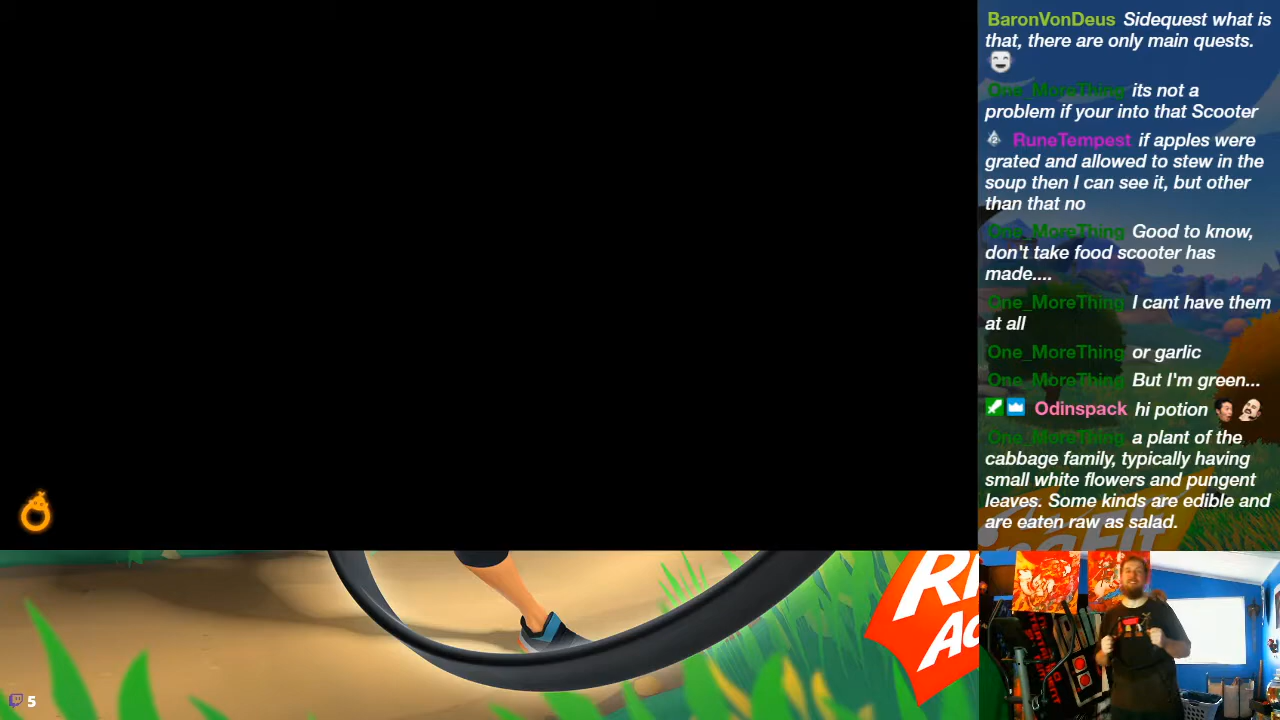 BaronVonDeus Sidequest what is
that, there are only main quests.
One_MoreThing its not a
problem if your into that Scooter
RuneTempest if apples were
grated and allowed to stew in the
soup then I can see it, but other
than that no
One_MoreThing Good to know,
don't take food scooter has
made....
One_MoreThing I cant have them
at all
One_MoreThing or garlic
One_MoreThing But I'm green...
Odinspack hi potion
One_MoreThing a plant of the
cabbage family, typically having
small white flowers and pungent
leaves. Some kinds are edible and
are eaten raw as salad.
5